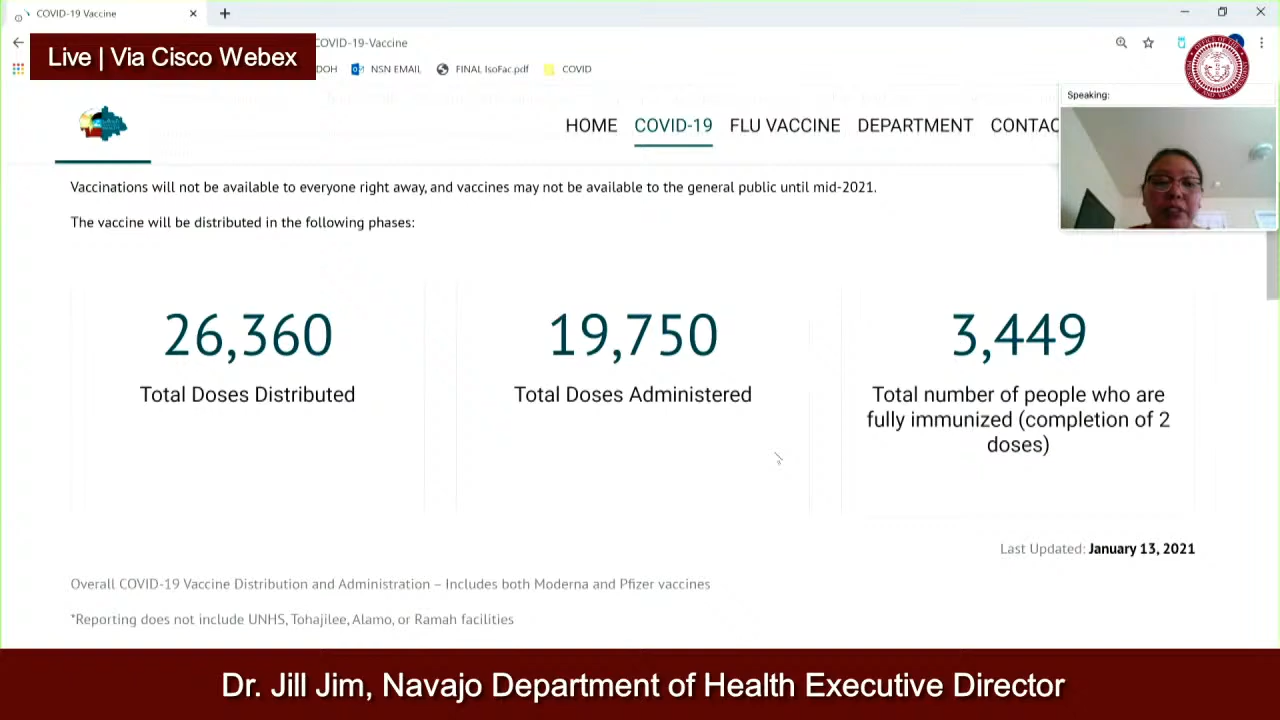 COVID-19 Vaccine
Live | Via Cisco Webex
COVID-19-Vaccine
DOH
NSN EMAIL
FINAL IsoFac.pdf
COVID
Speaking:
HOME
COVID-19
FLU VACCINE
DEPARTMENT
CONTAC
Vaccinations will not be available to everyone right away, and vaccines may not be available to the general public until mid-2021.
The vaccine will be distributed in the following phases:
26,360
Total Doses Distributed
19,750
Total Doses Administered
3,449
Total number of people who are
fully immunized (completion of 2
doses)
Last Updated: January 13, 2021
Overall COVID-19 Vaccine Distribution and Administration – Includes both Moderna and Pfizer vaccines
*Reporting does not include UNHS, Tohajilee, Alamo, or Ramah facilities
Dr. Jill Jim, Navajo Department of Health Executive Director